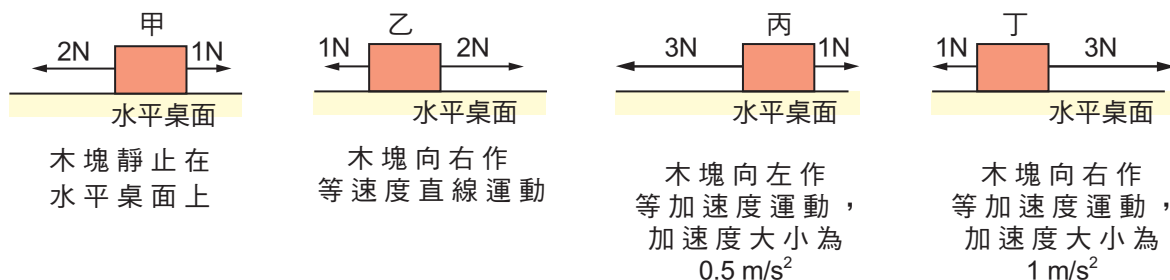 甲
2N 1N
水平桌面
木塊靜止在
水平桌面上
乙
1N 2N
水平桌面
木塊向右作
等速度直線運動
丙
3N 1N
水平桌面
木塊向左作
等加速度運動，
加速度大小為
0.5 m/s²
丁
1N 3N
水平桌面
木塊向右作
等加速度運動，
加速度大小為
1 m/s²